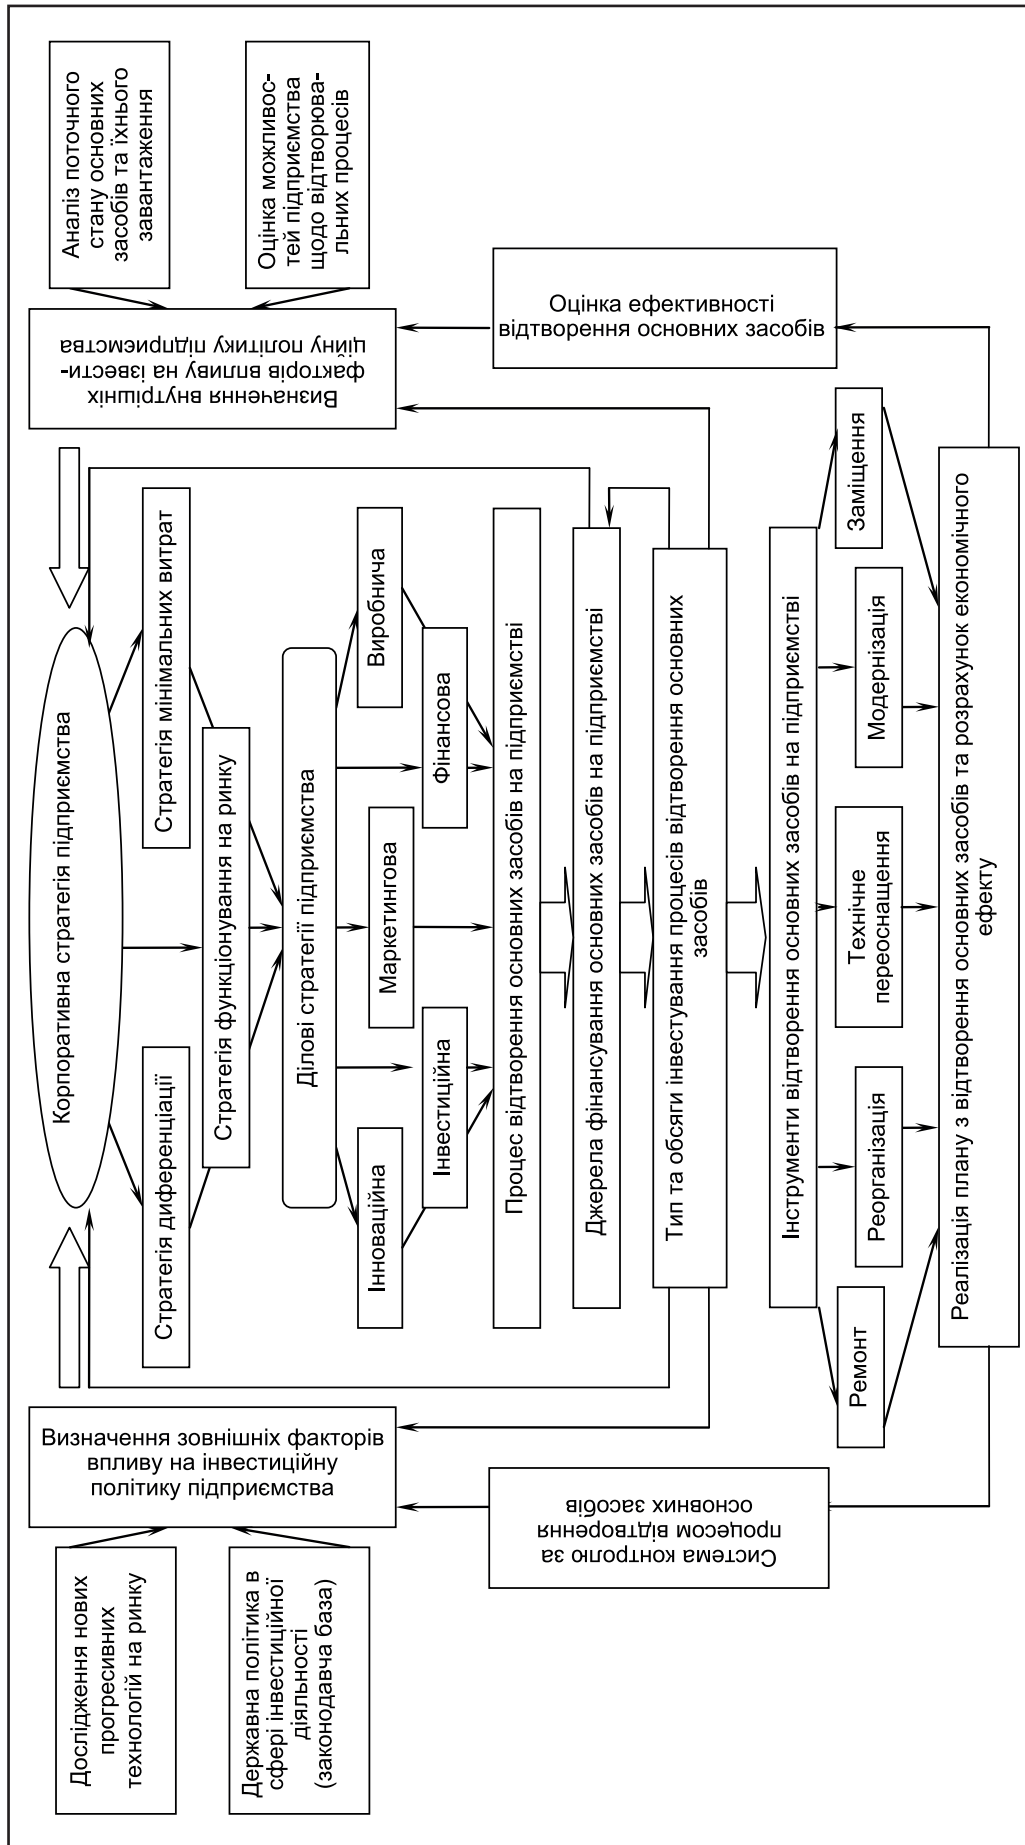 Аналіз поточного
стану основних
засобів та їхнього
завантаження
Оцінка можливос-
тей підприємства
щодо відтворюва-
льних процесів
Визначення внутрішніх
факторів впливу на ізвести-
ційну політику підприємства
Оцінка ефективності
відтворення основних засобів
Корпоративна стратегія підприємства
Стратегія мінімальних витрат
Стратегія диференціації
Стратегія функціонування на ринку
Ділові стратегії підприємства
Інноваційна
Інвестиційна
Маркетингова
Фінансова
Виробнича
Процес відтворення основних засобів на підприємстві
Джерела фінансування основних засобів на підприємстві
Тип та обсяги інвестування процесів відтворення основних
засобів
Інструменти відтворення основних засобів на підприємстві
Ремонт
Реорганізація
Технічне
переоснащення
Модернізація
Заміщення
Реалізація плану з відтворення основних засобів та розрахунок економічного
ефекту
Визначення зовнішніх факторів
впливу на інвестиційну
політику підприємства
Система контролю за
процесом відтворення
основних засобів
Дослідження нових
прогресивних
технологій на ринку
Державна політика в
сфері інвестиційної
діяльності
(законодавча база)